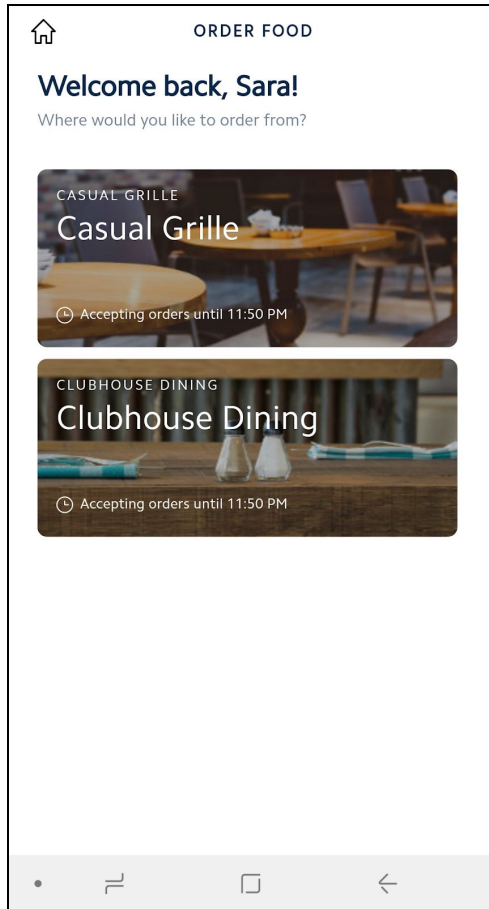 ORDER FOOD
Welcome back, Sara!
Where would you like to order from?
CASUAL GRILLE
Casual Grille
Accepting orders until 11:50 PM
CLUBHOUSE DINING
Clubhouse Dining
Accepting orders until 11:50 PM